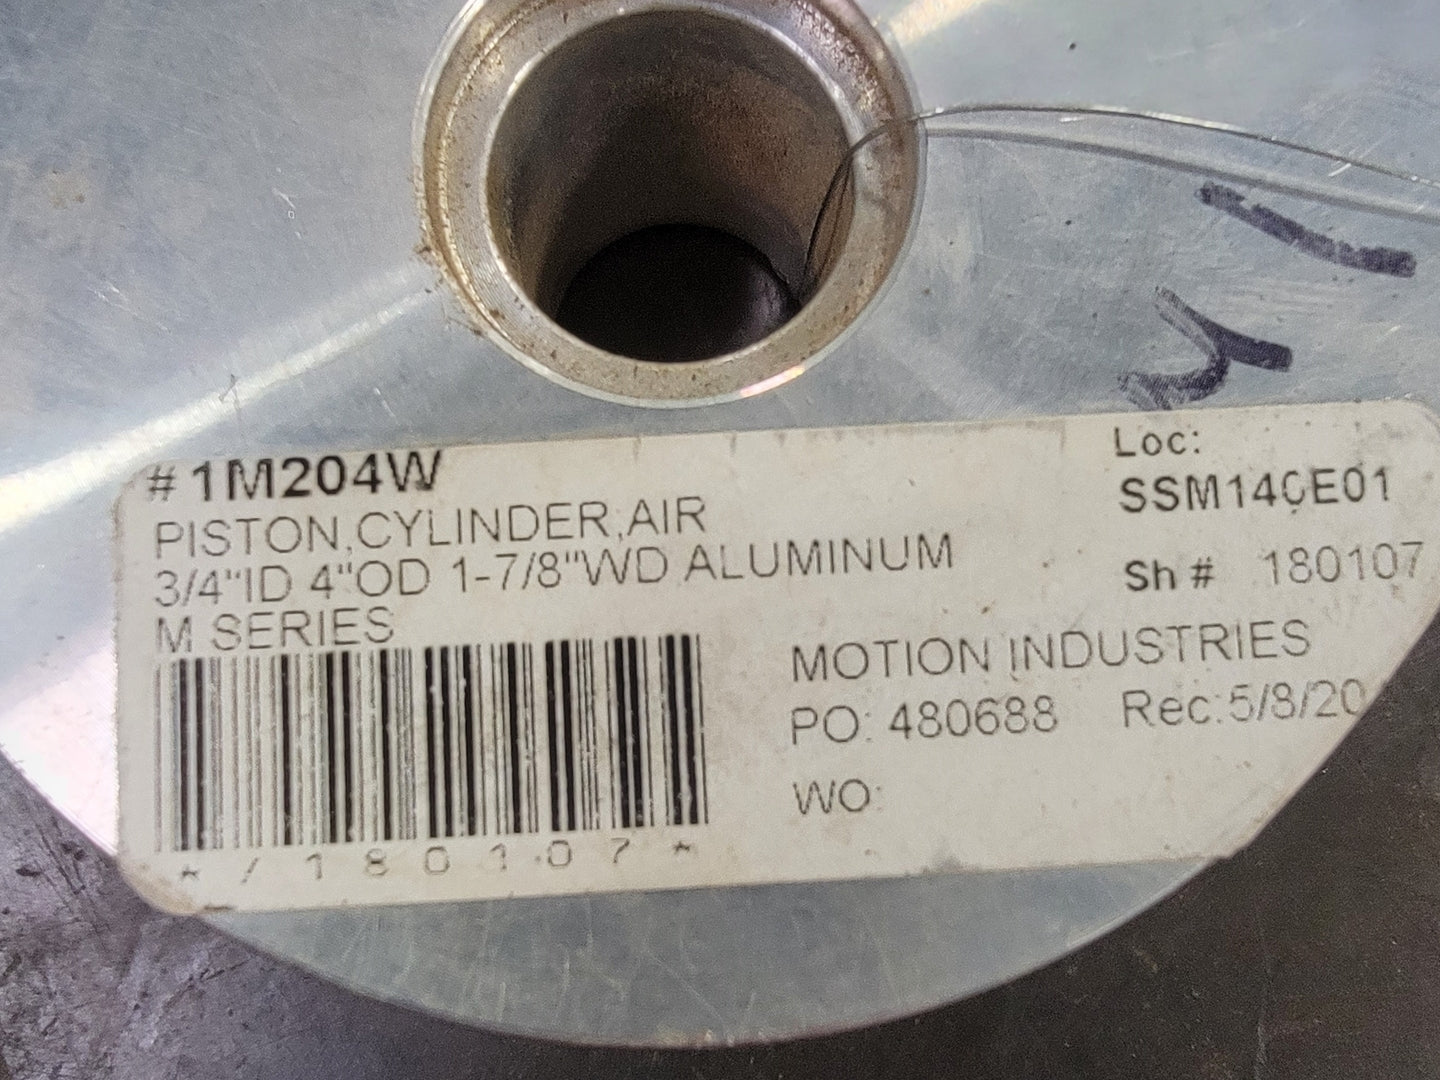 #1M204W
PISTON,CYLINDER,AIR
3/4"ID 4"OD 1-7/8"WD ALUMINUM
M SERIES
*/180107*
Loc:
SSM14CE01
Sh # 180107
MOTION INDUSTRIES
PO: 480688 Rec:5/8/20
WO: